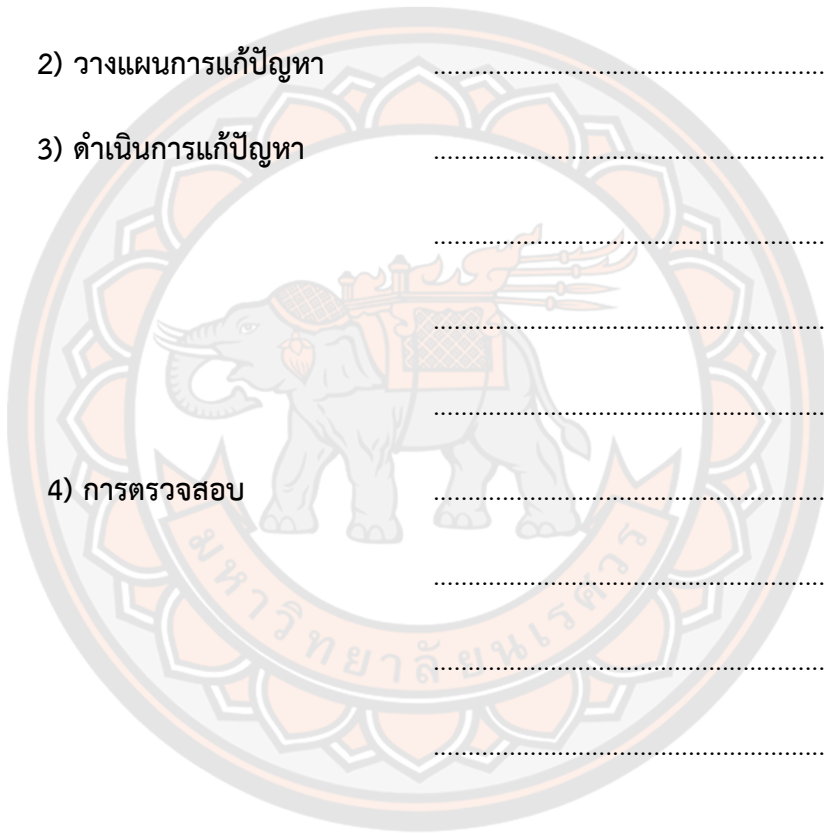 2) วางแผนการแก้ปัญหา ..........................................................
3) ดำเนินการแก้ปัญหา ..........................................................
..........................................................
..........................................................
..........................................................
4) การตรวจสอบ ..........................................................
..........................................................
..........................................................
..........................................................
มหาวิทยาลัยนเรศวร